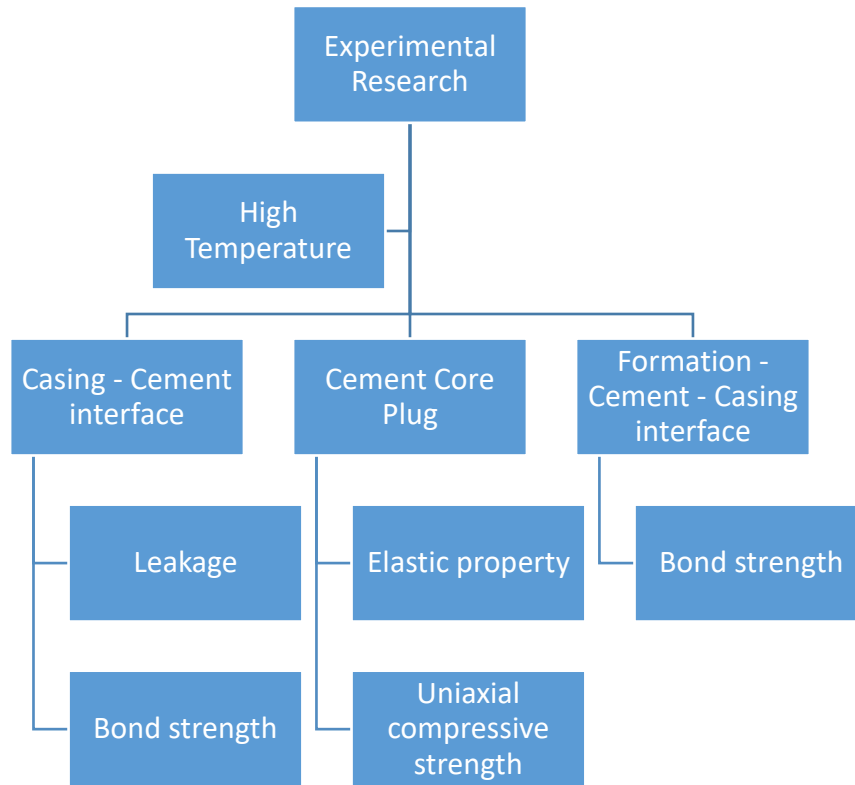 Experimental
Research
High
Temperature
Casing - Cement
interface
Cement Core
Plug
Formation -
Cement - Casing
interface
Leakage
Elastic property
Bond strength
Bond strength
Uniaxial
compressive
strength